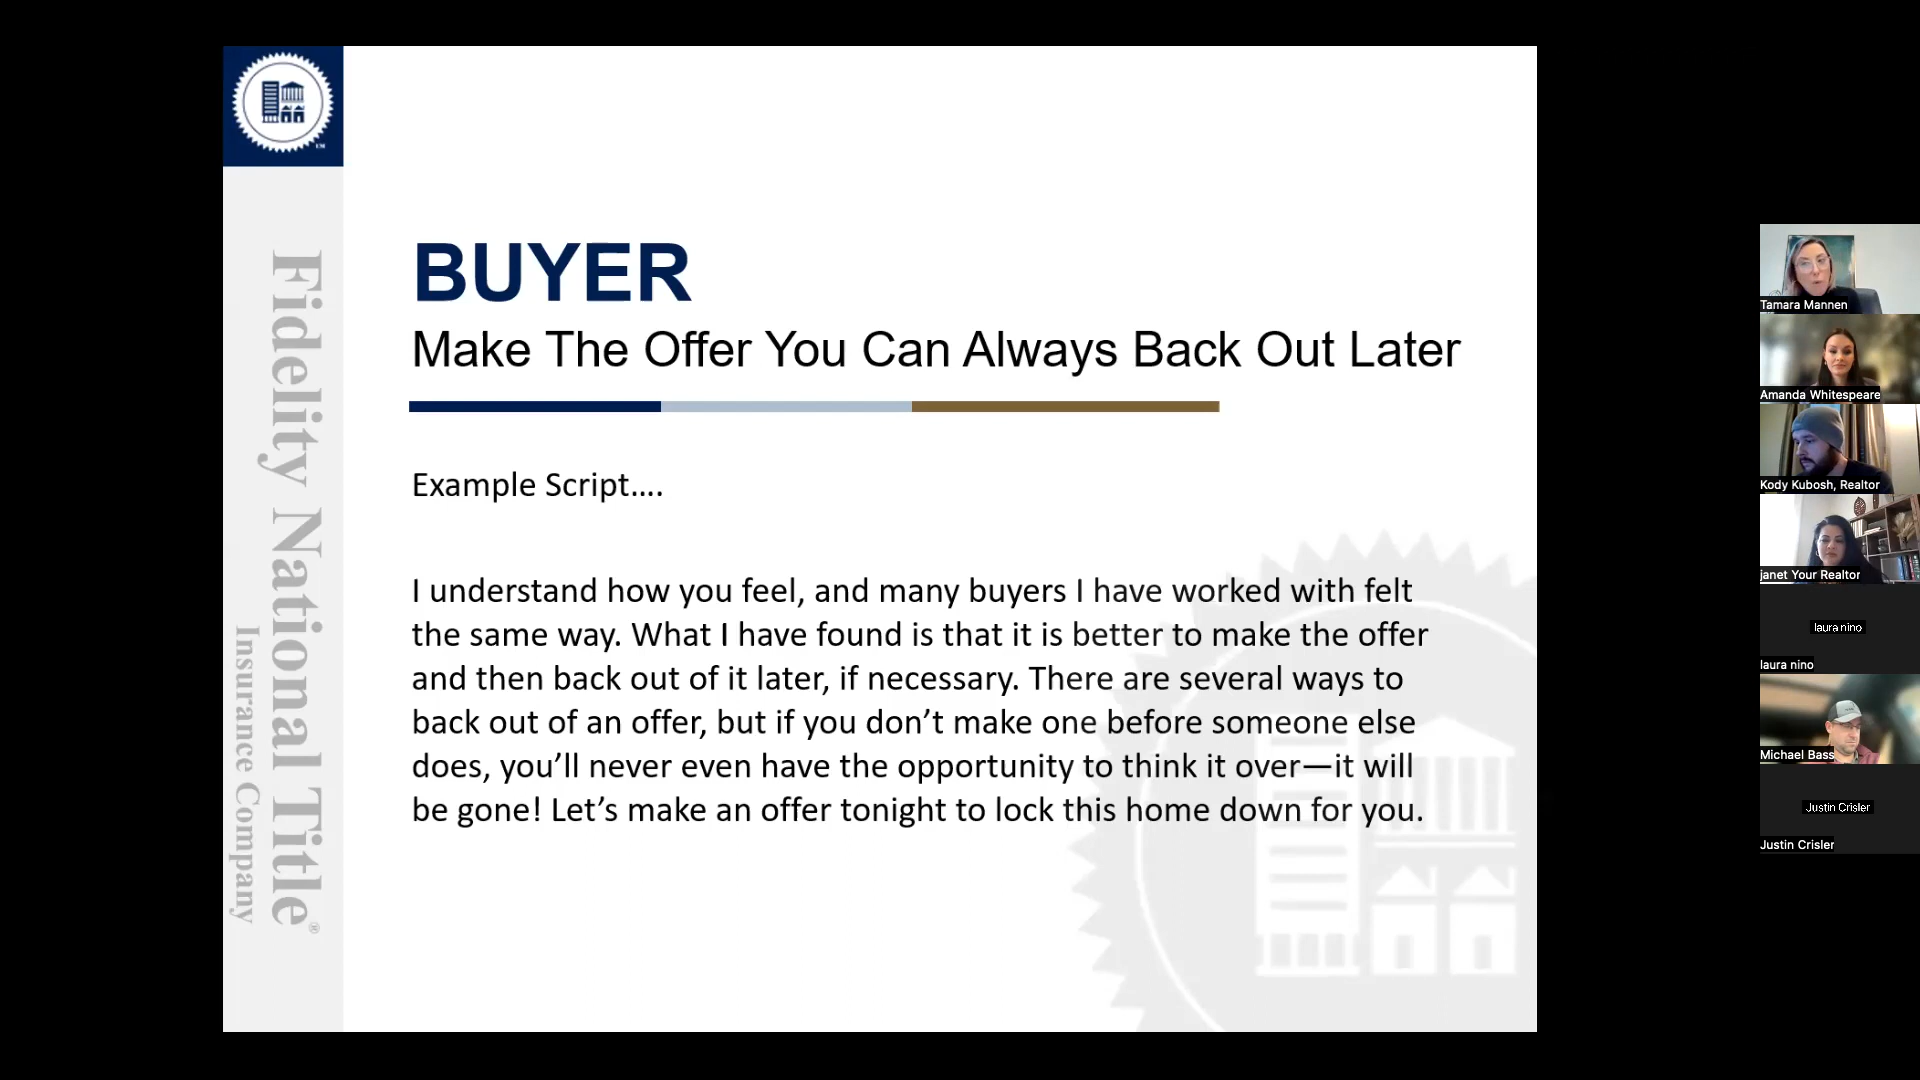 Fidelity National Title®
Insurance Company
BUYER
Make The Offer You Can Always Back Out Later
Example Script....
I understand how you feel, and many buyers I have worked with felt
the same way. What I have found is that it is better to make the offer
and then back out of it later, if necessary. There are several ways to
back out of an offer, but if you don’t make one before someone else
does, you’ll never even have the opportunity to think it over—it will
be gone! Let’s make an offer tonight to lock this home down for you.
Tamara Mannen
Amanda Whitespeare
Kody Kubosh, Realtor
janet Your Realtor
laura nino
laura nino
Michael Bass
Justin Crisler
Justin Crisler